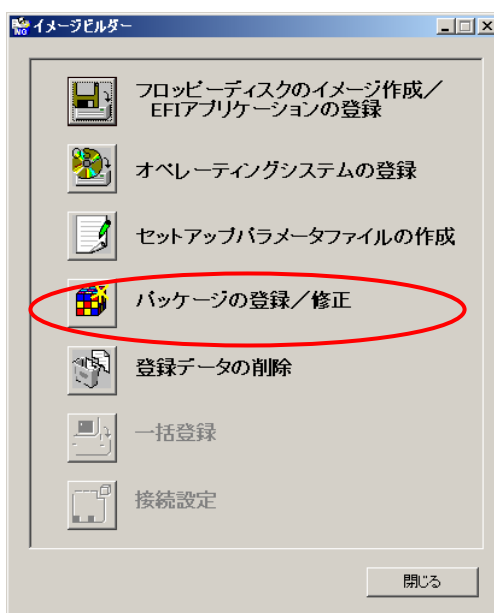 イメージビルダー
フロッピーディスクのイメージ作成／
EFIアプリケーションの登録
オペレーティングシステムの登録
セットアップパラメータファイルの作成
パッケージの登録／修正
登録データの削除
一括登録
接続設定
閉じる